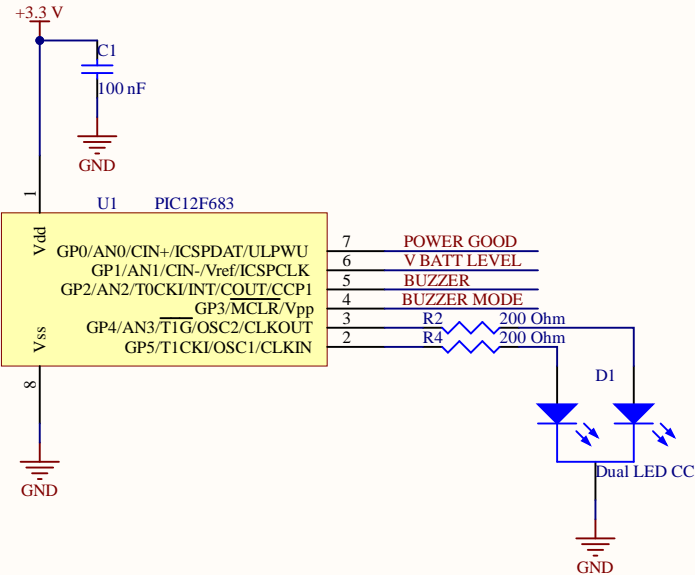 +3.3 V
C1
100 nF
GND
1
U1 PIC12F683
Vdd
GP0/AN0/CIN+/ICSPDAT/ULPWU 7 POWER GOOD
GP1/AN1/CIN-/Vref/ICSPCLK 6 V BATT LEVEL
GP2/AN2/T0CKI/INT/COUT/CCP1 5 BUZZER
GP3/MCLR/Vpp 4 BUZZER MODE
GP4/AN3/T1G/OSC2/CLKOUT 3 R2 200 Ohm
GP5/T1CKI/OSC1/CLKIN 2 R4 200 Ohm
Vss
8
D1
Dual LED CC
GND
GND